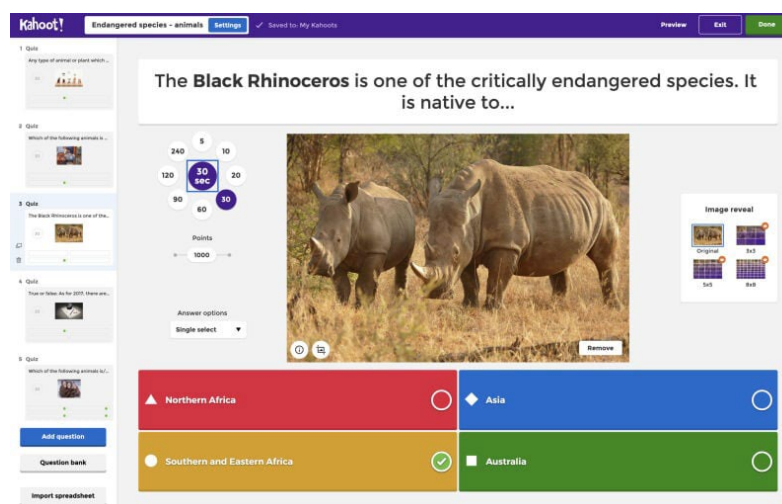 Kahoot!
Endangered species - animals
Settings
Saved to: My Kahoots
Preview
Exit
Done
1 Quiz
Any type of animal or plant which ...
2 Quiz
Which of the following animals is ...
3 Quiz
The Black Rhinoceros is one of the...
4 Quiz
True or false: As for 2017, there are...
5 Quiz
Which of the following animals is/...
Add question
Question bank
Import spreadsheet
The Black Rhinoceros is one of the critically endangered species. It
is native to...
5
240
10
120
30
sec
20
90
30
60
Points
1000
Answer options
Single select
Image reveal
Original
3x3
5x5
8x8
Remove
Northern Africa
Asia
Southern and Eastern Africa
Australia